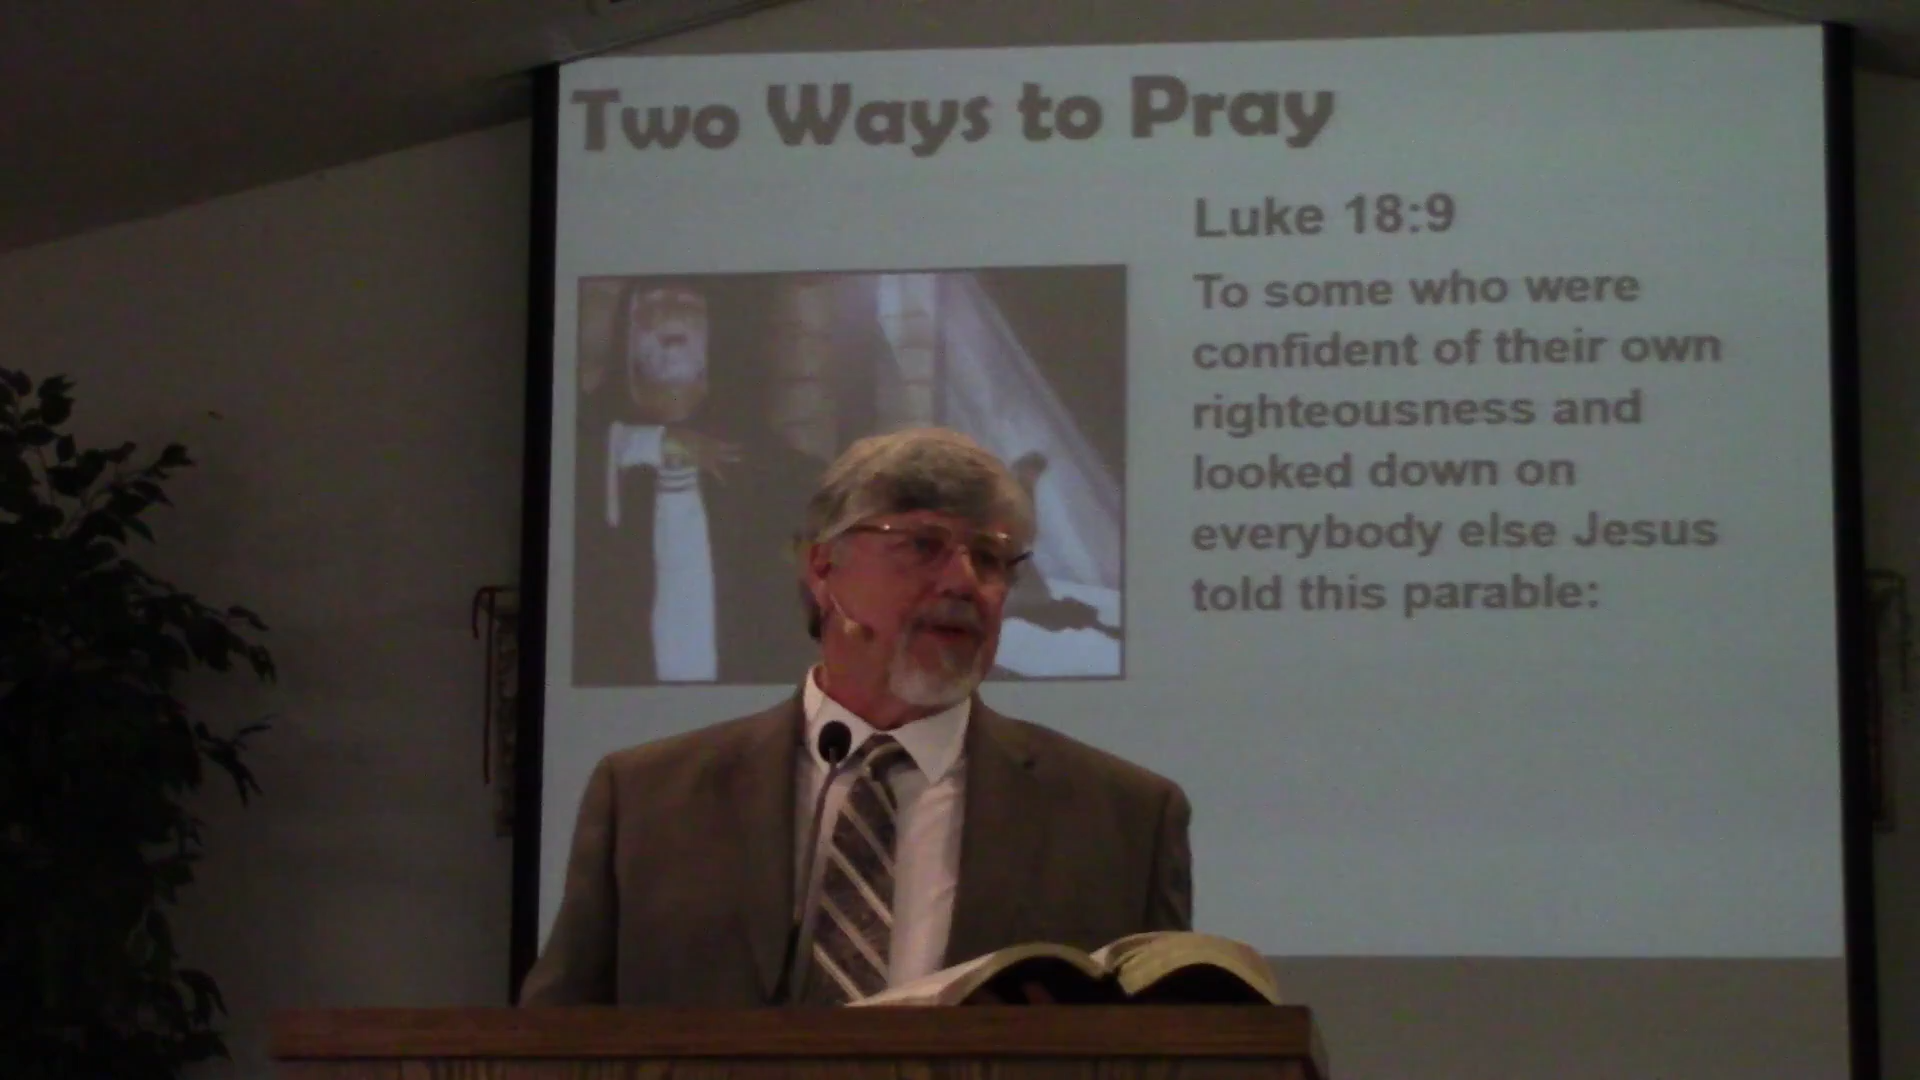 Two Ways to Pray
Luke 18:9
To some who were
confident of their own
righteousness and
looked down on
everybody else Jesus
told this parable: